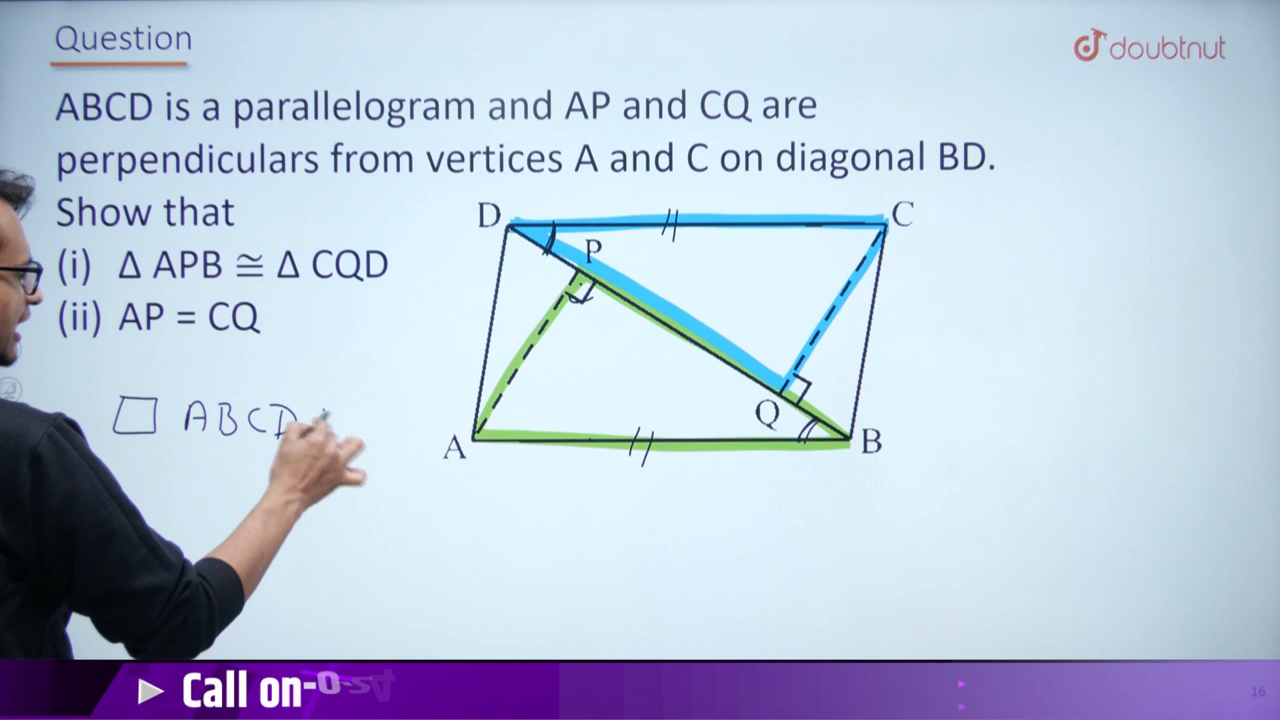 Question
doubtnut
ABCD is a parallelogram and AP and CQ are
perpendiculars from vertices A and C on diagonal BD.
Show that
(i) Δ APB ≅ Δ CQD
(ii) AP = CQ
D
C
P
Q
A
B
▱ ABCD
Call on-
16